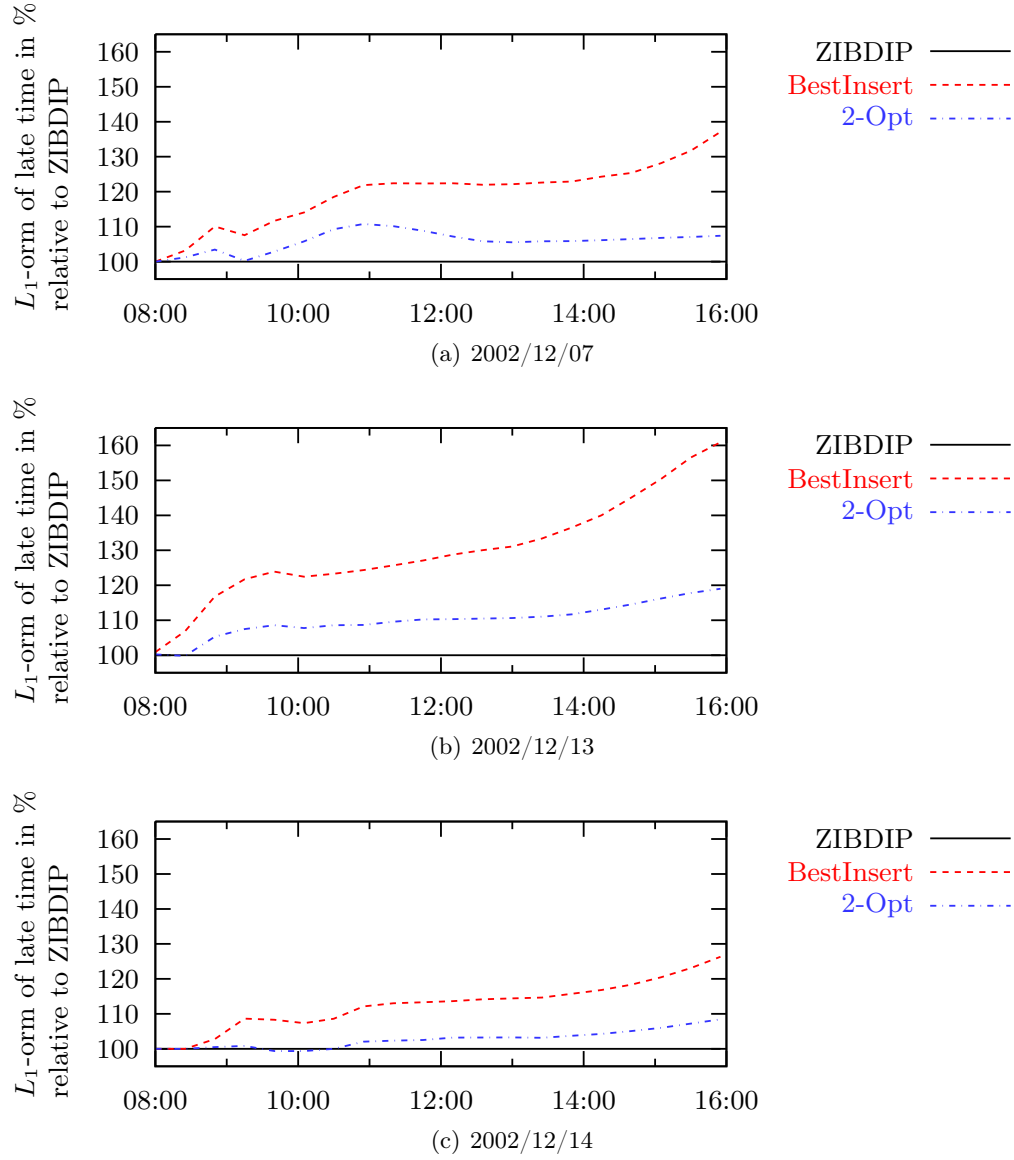 L₁-orm of late time in %
relative to ZIBDIP
160
150
140
130
120
110
100
08:00 10:00 12:00 14:00 16:00
ZIBDIP
BestInsert
2-Opt
(a) 2002/12/07
L₁-orm of late time in %
relative to ZIBDIP
160
150
140
130
120
110
100
08:00 10:00 12:00 14:00 16:00
ZIBDIP
BestInsert
2-Opt
(b) 2002/12/13
L₁-orm of late time in %
relative to ZIBDIP
160
150
140
130
120
110
100
08:00 10:00 12:00 14:00 16:00
ZIBDIP
BestInsert
2-Opt
(c) 2002/12/14